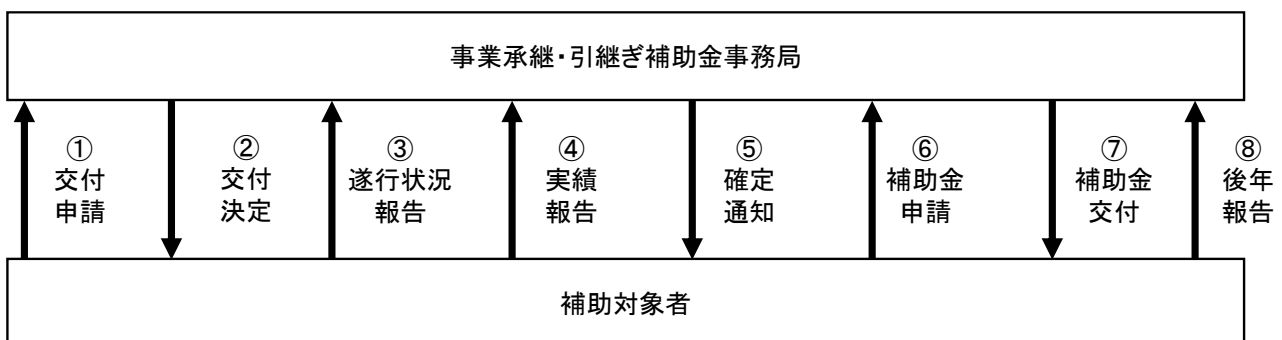 事業承継・引継ぎ補助金事務局
①
交付
申請
②
交付
決定
③
遂行状況
報告
④
実績
報告
⑤
確定
通知
⑥
補助金
申請
⑦
補助金
交付
⑧
後年
報告
補助対象者